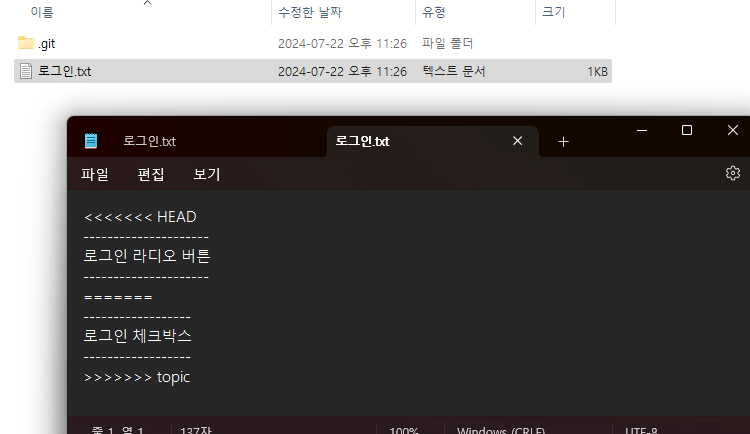 이름 수정한 날짜 유형 크기
.git 2024-07-22 오후 11:26 파일 폴더
로그인.txt 2024-07-22 오후 11:26 텍스트 문서 1KB
로그인.txt 로그인.txt
파일 편집 보기
<<<<<<< HEAD
---------------------
로그인 라디오 버튼
---------------------
=======
------------------
로그인 체크박스
------------------
>>>>>>> topic
줄 1, 열 1 137자 100% Windows (CRLF) UTF-8